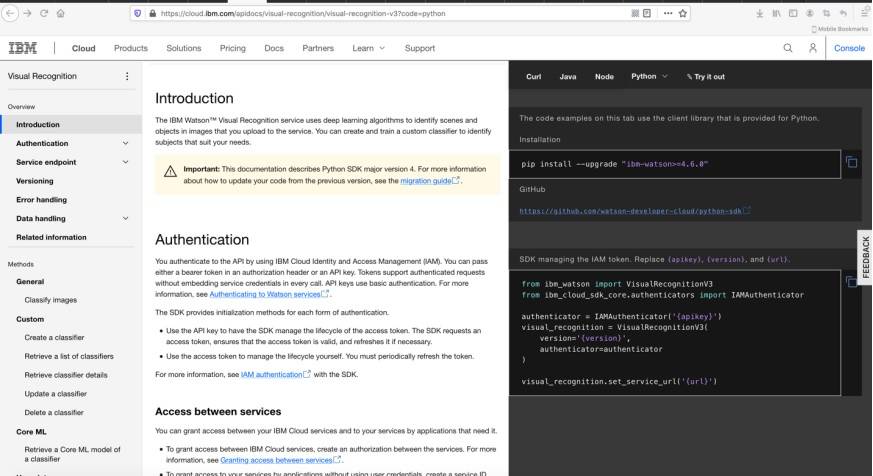 https://cloud.ibm.com/apidocs/visual-recognition/visual-recognition-v3?code=python
Mobile Bookmarks
IBM Cloud Products Solutions Pricing Docs Partners Learn Support Console
Visual Recognition
Overview
Introduction
Authentication
Service endpoint
Versioning
Error handling
Data handling
Related information
Methods
General
Classify images
Custom
Create a classifier
Retrieve a list of classifiers
Retrieve classifier details
Update a classifier
Delete a classifier
Core ML
Retrieve a Core ML model of
a classifier
Introduction
The IBM Watson™ Visual Recognition service uses deep learning algorithms to identify scenes and
objects in images that you upload to the service. You can create and train a custom classifier to identify
subjects that suit your needs.
Important: This documentation describes Python SDK major version 4. For more information
about how to update your code from the previous version, see the migration guide.
Authentication
You authenticate to the API by using IBM Cloud Identity and Access Management (IAM). You can pass
either a bearer token in an authorization header or an API key. Tokens support authenticated requests
without embedding service credentials in every call. API keys use basic authentication. For more
information, see Authenticating to Watson services.
The SDK provides initialization methods for each form of authentication.
• Use the API key to have the SDK manage the lifecycle of the access token. The SDK requests an
access token, ensures that the access token is valid, and refreshes it if necessary.
• Use the access token to manage the lifecycle yourself. You must periodically refresh the token.
For more information, see IAM authentication with the SDK.
Access between services
You can grant access between your IBM Cloud services and to your services by applications that need it.
• To grant access between IBM Cloud services, create an authorization between the services. For more
information, see Granting access between services.
• To grant access to your services by applications without using user credentials, create a service ID,
Curl Java Node Python Try it out
The code examples on this tab use the client library that is provided for Python.
Installation
pip install --upgrade "ibm-watson>=4.6.0"
GitHub
https://github.com/watson-developer-cloud/python-sdk
SDK managing the IAM token. Replace {apikey}, {version}, and {url}.
from ibm_watson import VisualRecognitionV3
from ibm_cloud_sdk_core.authenticators import IAMAuthenticator
authenticator = IAMAuthenticator('{apikey}')
visual_recognition = VisualRecognitionV3(
version='{version}',
authenticator=authenticator
)
visual_recognition.set_service_url('{url}')
FEEDBACK